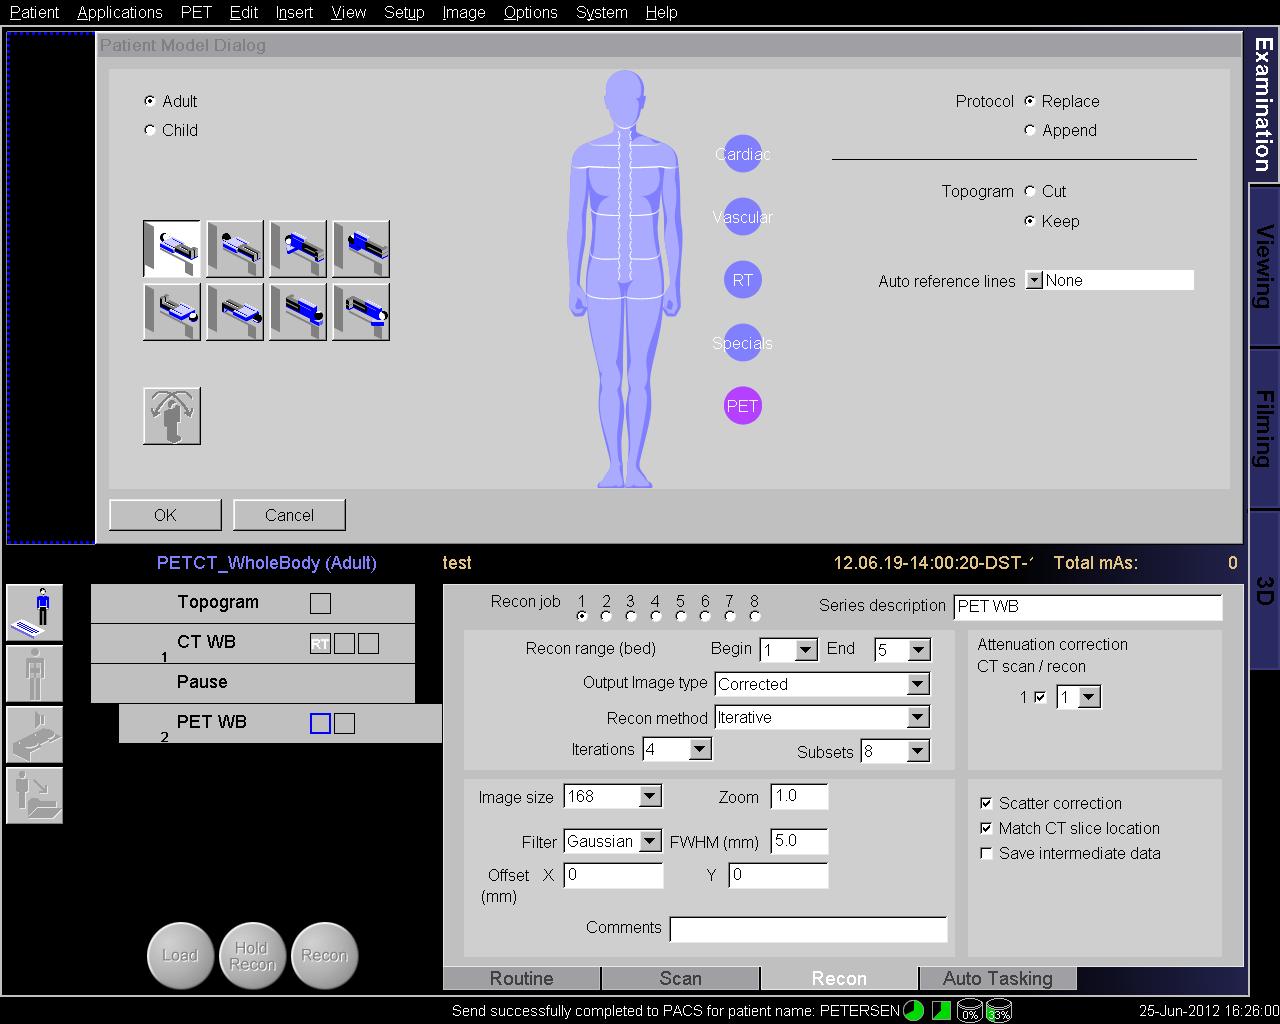 Patient Applications PET Edit Insert View Setup Image Options System Help
Patient Model Dialog
Adult
Child
Cardiac
Vascular
RT
Specials
PET
Protocol Replace
Append
Topogram Cut
Keep
Auto reference lines None
OK Cancel
Examination
Viewing
Filming
3D
PETCT_WholeBody (Adult) test 12.06.19-14:00:20-DST-1 Total mAs: 0
Topogram
1 CT WB RT
Pause
2 PET WB
Load Hold Recon Recon
Recon job 1 2 3 4 5 6 7 8 Series description PET WB
Recon range (bed) Begin 1 End 5
Output Image type Corrected
Recon method Iterative
Iterations 4 Subsets 8
Attenuation correction
CT scan / recon
1 1
Image size 168 Zoom 1.0
Filter Gaussian FWHM (mm) 5.0
Offset X 0 Y 0
(mm)
Comments
Scatter correction
Match CT slice location
Save intermediate data
Routine Scan Recon Auto Tasking
Send successfully completed to PACS for patient name: PETERSEN 0% 33% 25-Jun-2012 16:26:00